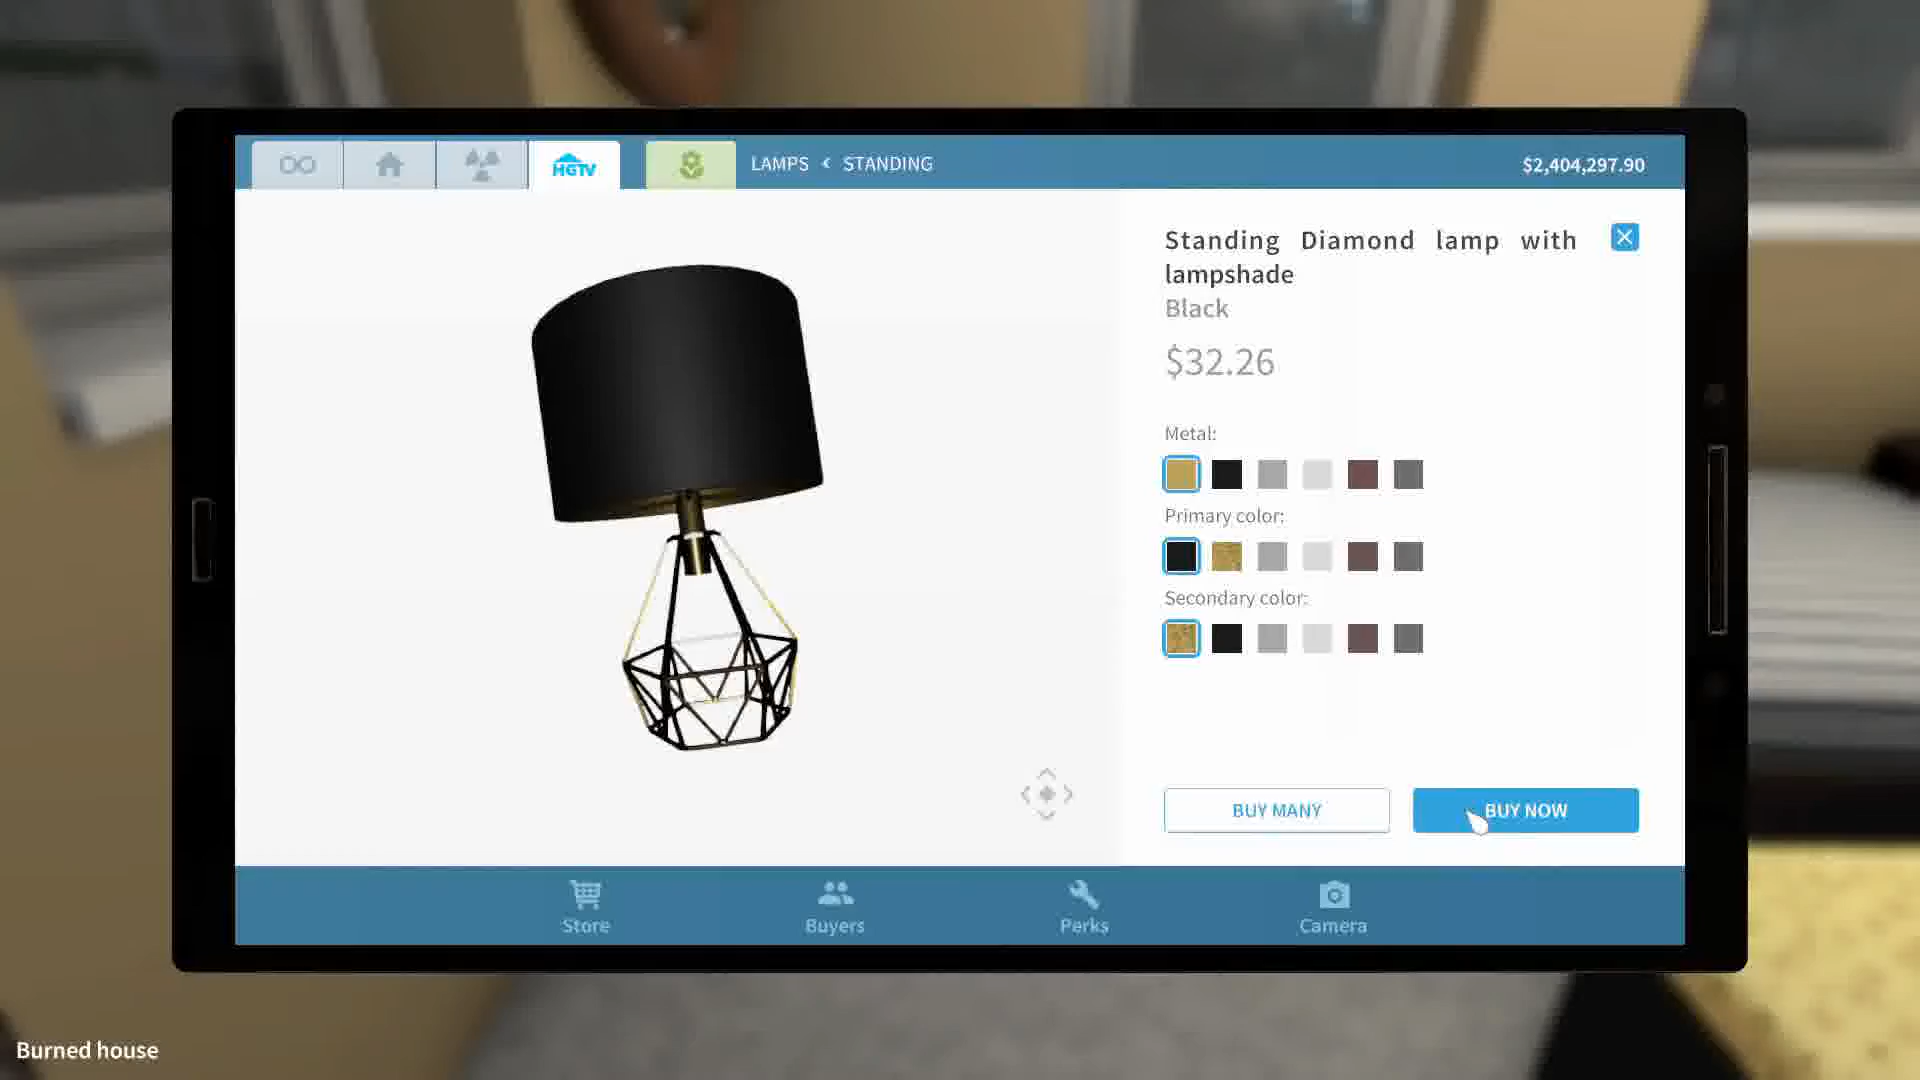 HGTV
LAMPS < STANDING
$2,404,297.90
Standing Diamond lamp with
lampshade
Black
$32.26
Metal:
Primary color:
Secondary color:
BUY MANY
BUY NOW
Store
Buyers
Perks
Camera
Burned house